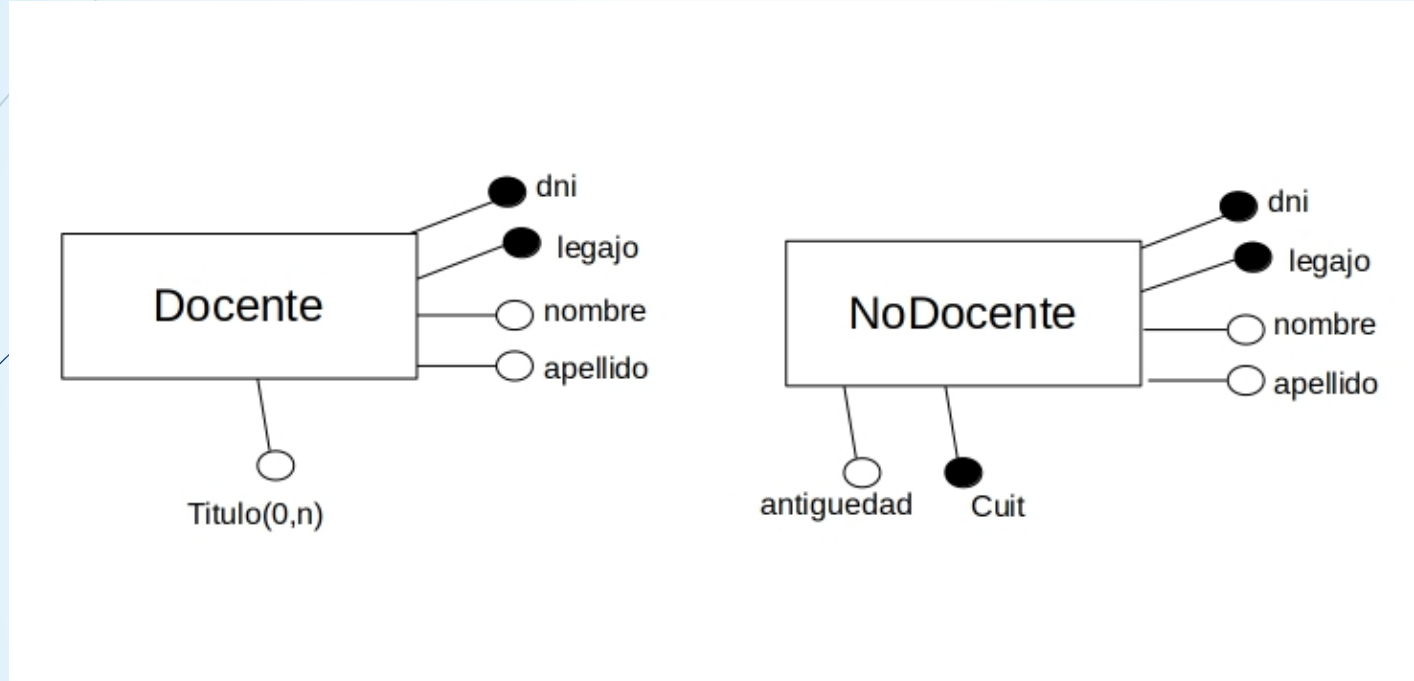 dni
legajo
Docente
nombre
apellido
Titulo(0,n)
dni
legajo
NoDocente
nombre
apellido
antiguedad
Cuit